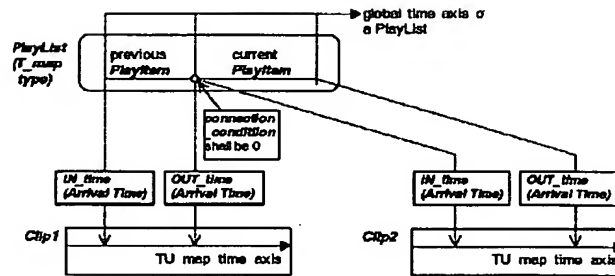 global time axis o
a PlayList
PlayList
(T_map
type)
previous
PlayItem
current
PlayItem
connection
_condition
shall be 0
IN_time
(Arrival Time)
OUT_time
(Arrival Time)
IN_time
(Arrival Time)
OUT_time
(Arrival Time)
Clip1
TU map time axis
Clip2
TU map time axis